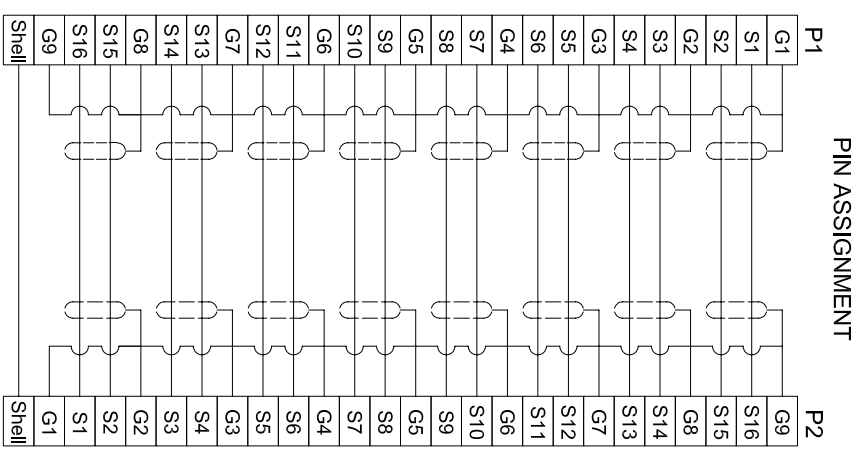 PIN ASSIGNMENT
P1 P2
G1 G9
S1 S16
S2 S15
G2 G8
S3 S14
S4 S13
G3 G7
S5 S12
S6 S11
G4 G6
S7 S10
S8 S9
G5 G5
S9 S8
S10 S7
G6 G4
S11 S6
S12 S5
G7 G3
S13 S4
S14 S3
G8 G2
S15 S2
S16 S1
G9 G1
Shell Shell